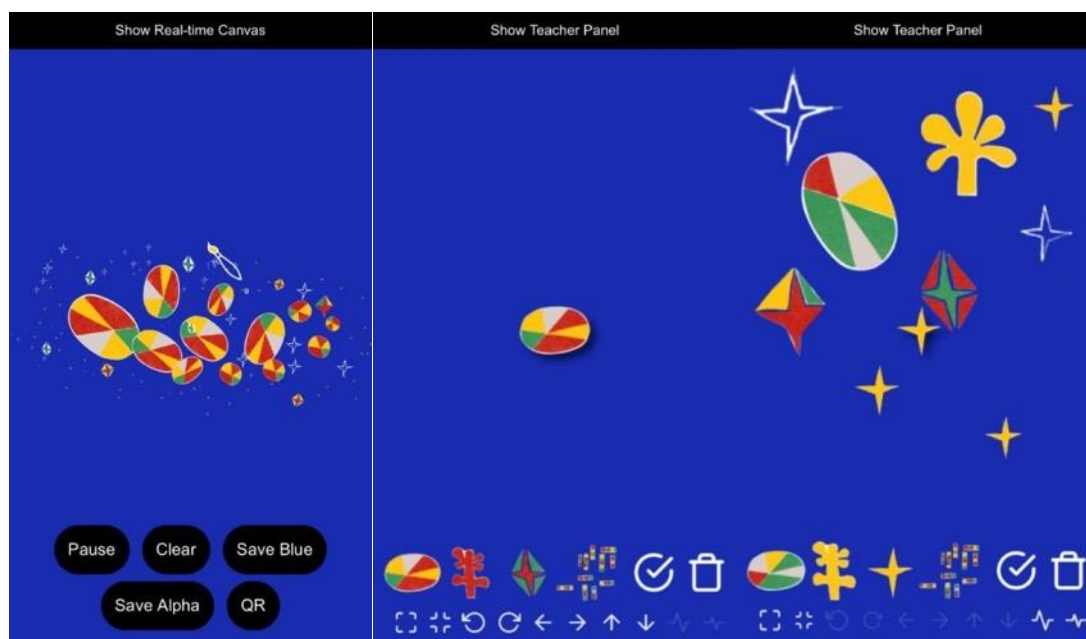 Show Real-time Canvas
Show Teacher Panel
Show Teacher Panel
Pause
Clear
Save Blue
Save Alpha
QR